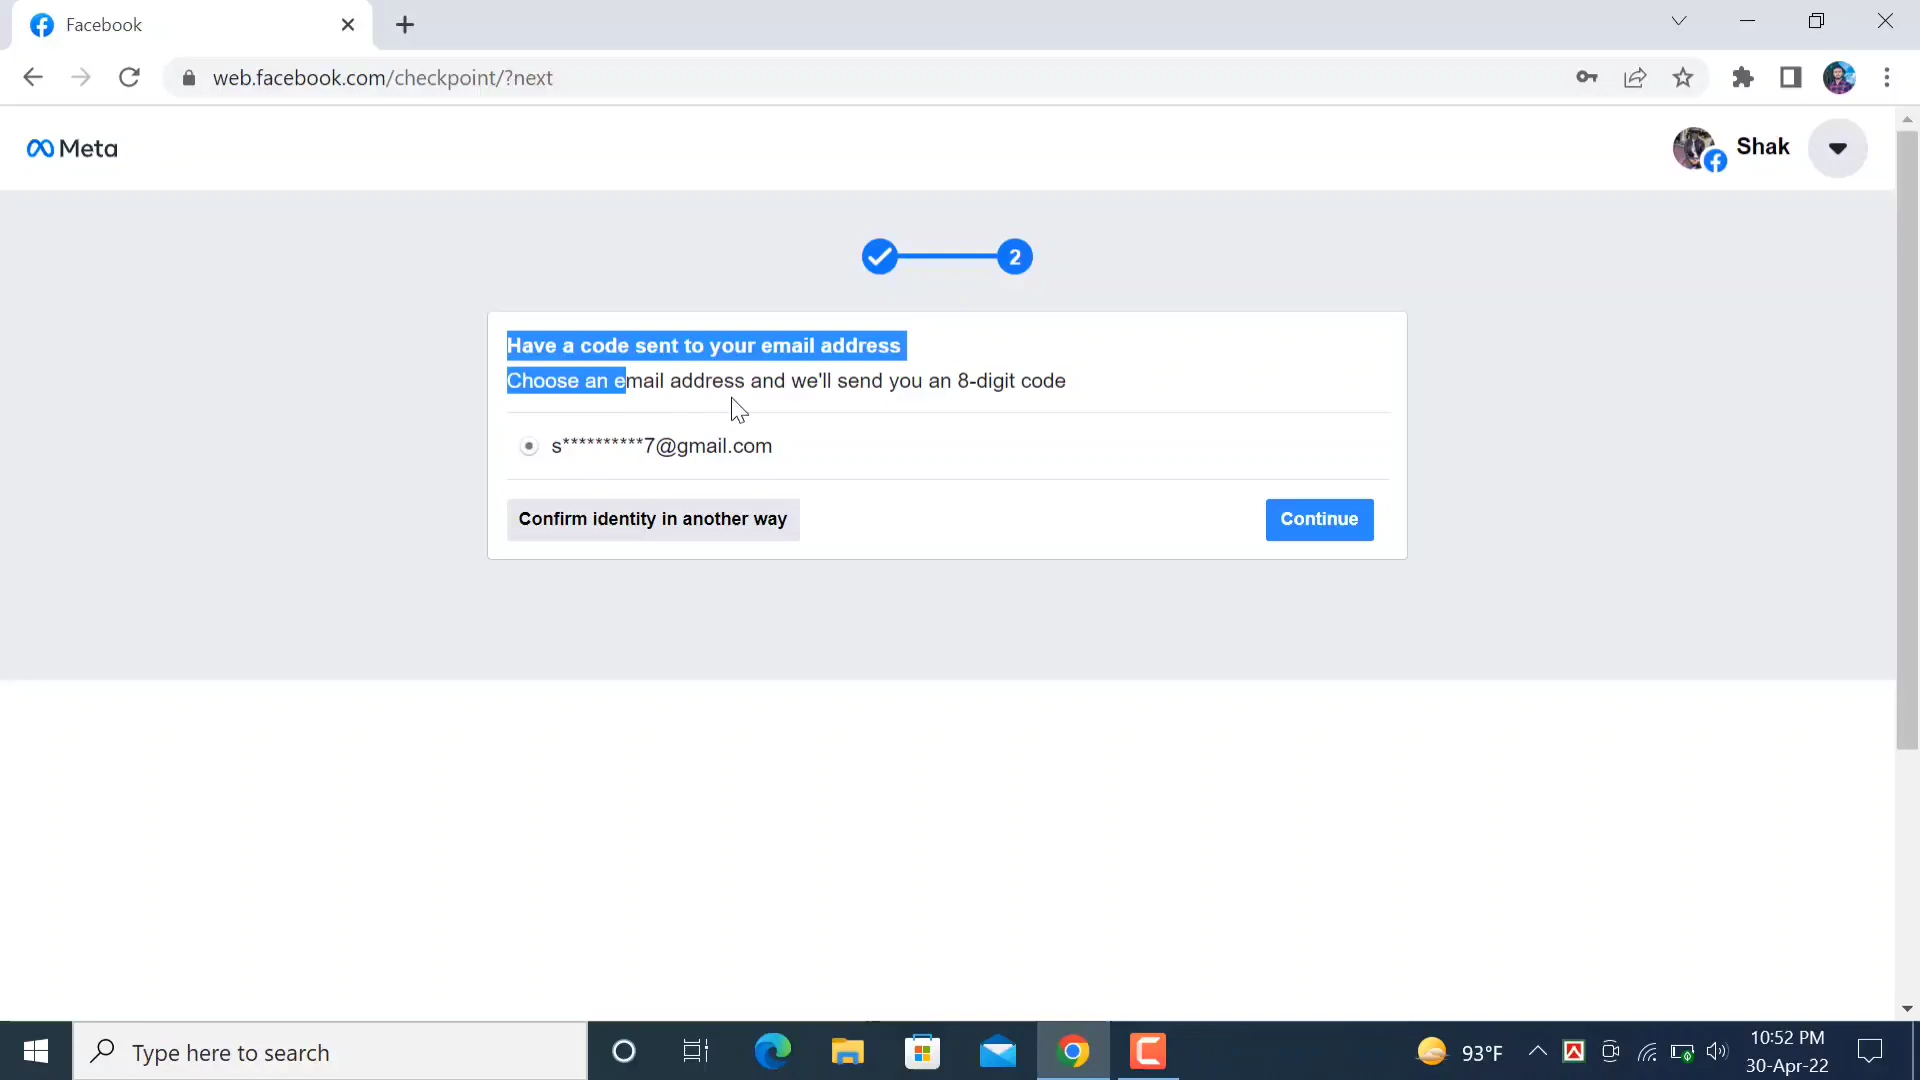 Facebook
web.facebook.com/checkpoint/?next
Meta
Shak
2
Have a code sent to your email address
Choose an email address and we'll send you an 8-digit code
s**********7@gmail.com
Confirm identity in another way
Continue
Type here to search
93°F
10:52 PM
30-Apr-22